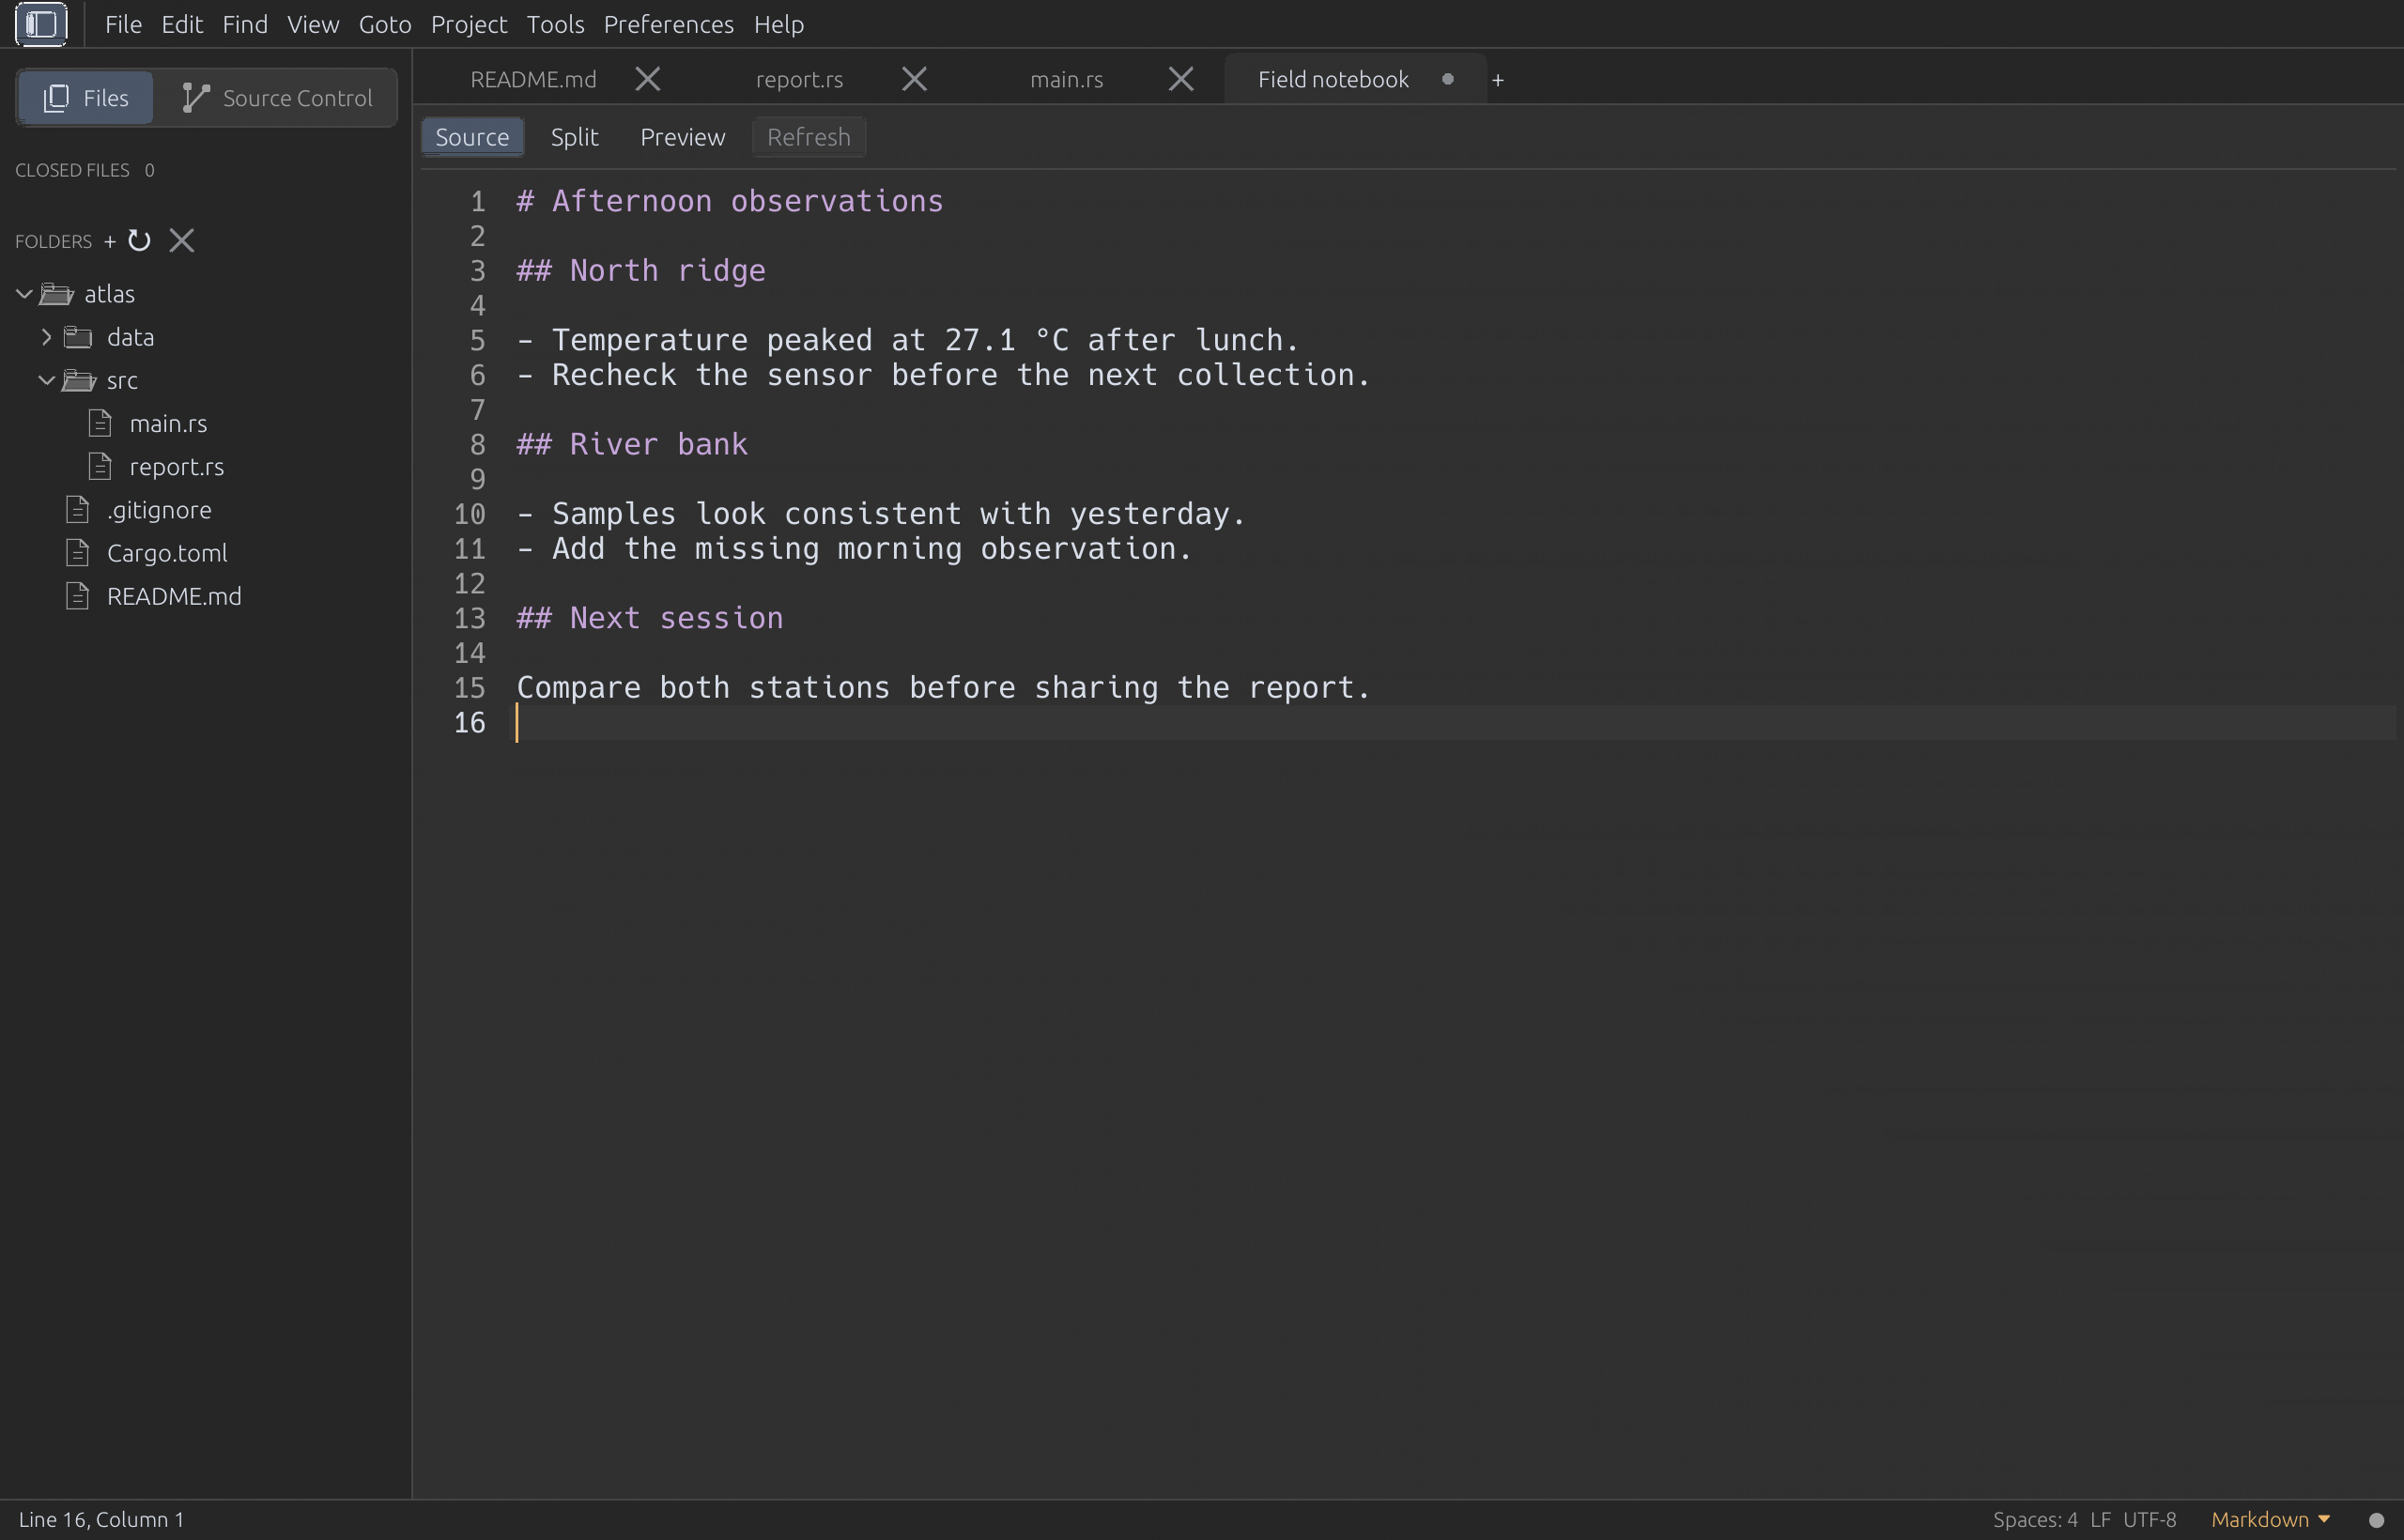 File Edit Find View Goto Project Tools Preferences Help
Files Source Control
CLOSED FILES 0
FOLDERS +
atlas
data
src
main.rs
report.rs
.gitignore
Cargo.toml
README.md
README.md report.rs main.rs Field notebook +
Source Split Preview Refresh
1 # Afternoon observations
2
3 ## North ridge
4
5 - Temperature peaked at 27.1 °C after lunch.
6 - Recheck the sensor before the next collection.
7
8 ## River bank
9
10 - Samples look consistent with yesterday.
11 - Add the missing morning observation.
12
13 ## Next session
14
15 Compare both stations before sharing the report.
16
Line 16, Column 1 Spaces: 4 LF UTF-8 Markdown